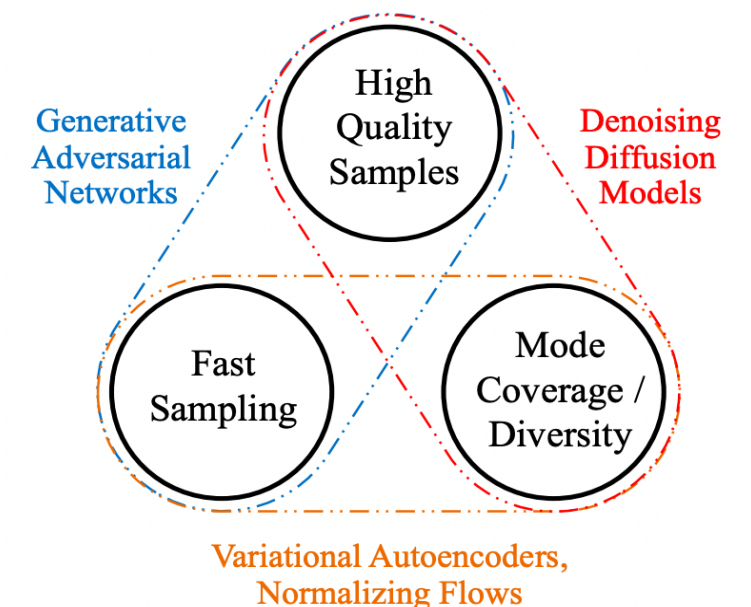 High
Quality
Samples
Generative
Adversarial
Networks
Denoising
Diffusion
Models
Fast
Sampling
Mode
Coverage /
Diversity
Variational Autoencoders,
Normalizing Flows